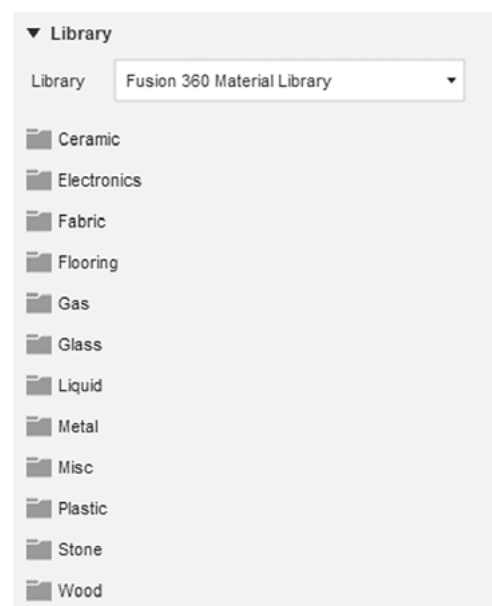 Library
Library Fusion 360 Material Library
Ceramic
Electronics
Fabric
Flooring
Gas
Glass
Liquid
Metal
Misc
Plastic
Stone
Wood